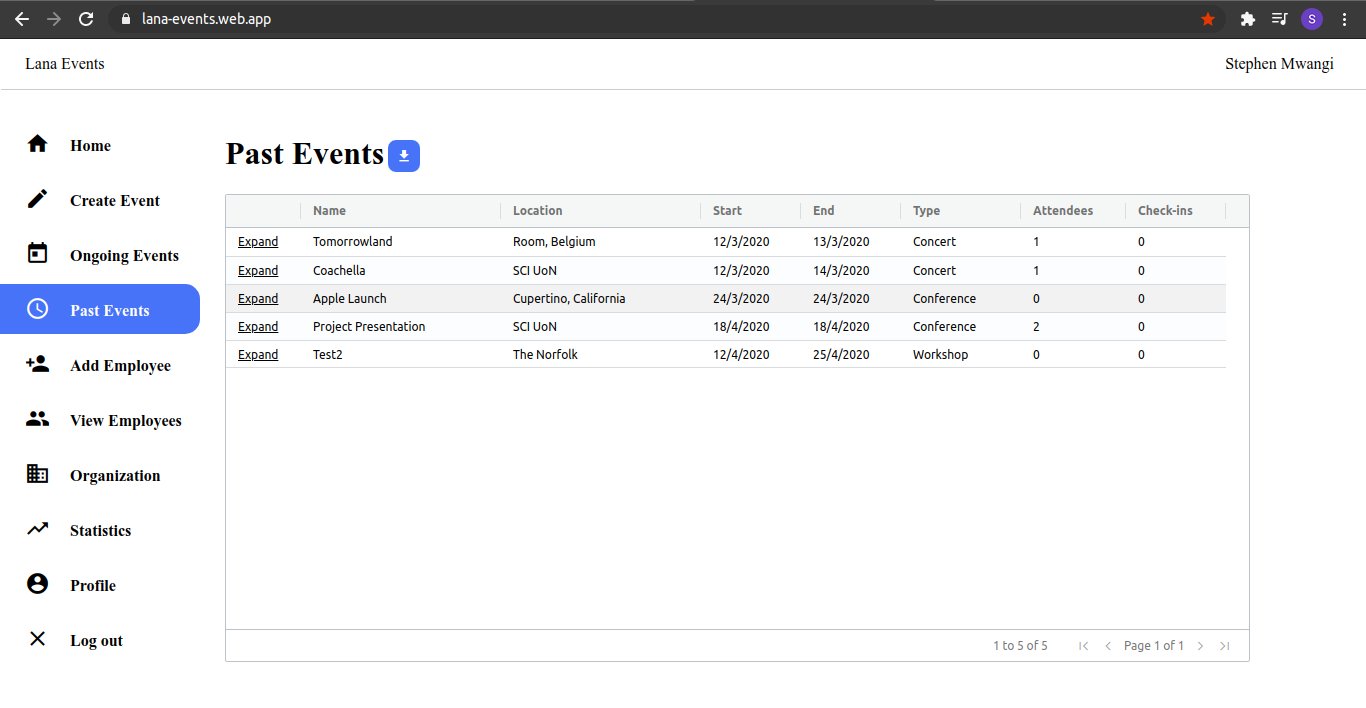 lana-events.web.app
S
Lana Events
Stephen Mwangi
Home
Create Event
Ongoing Events
Past Events
Add Employee
View Employees
Organization
Statistics
Profile
Log out
Past Events
Name Location Start End Type Attendees Check-ins
Expand Tomorrowland Room, Belgium 12/3/2020 13/3/2020 Concert 1 0
Expand Coachella SCI UoN 12/3/2020 14/3/2020 Concert 1 0
Expand Apple Launch Cupertino, California 24/3/2020 24/3/2020 Conference 0 0
Expand Project Presentation SCI UoN 18/4/2020 18/4/2020 Conference 2 0
Expand Test2 The Norfolk 12/4/2020 25/4/2020 Workshop 0 0
1 to 5 of 5 Page 1 of 1